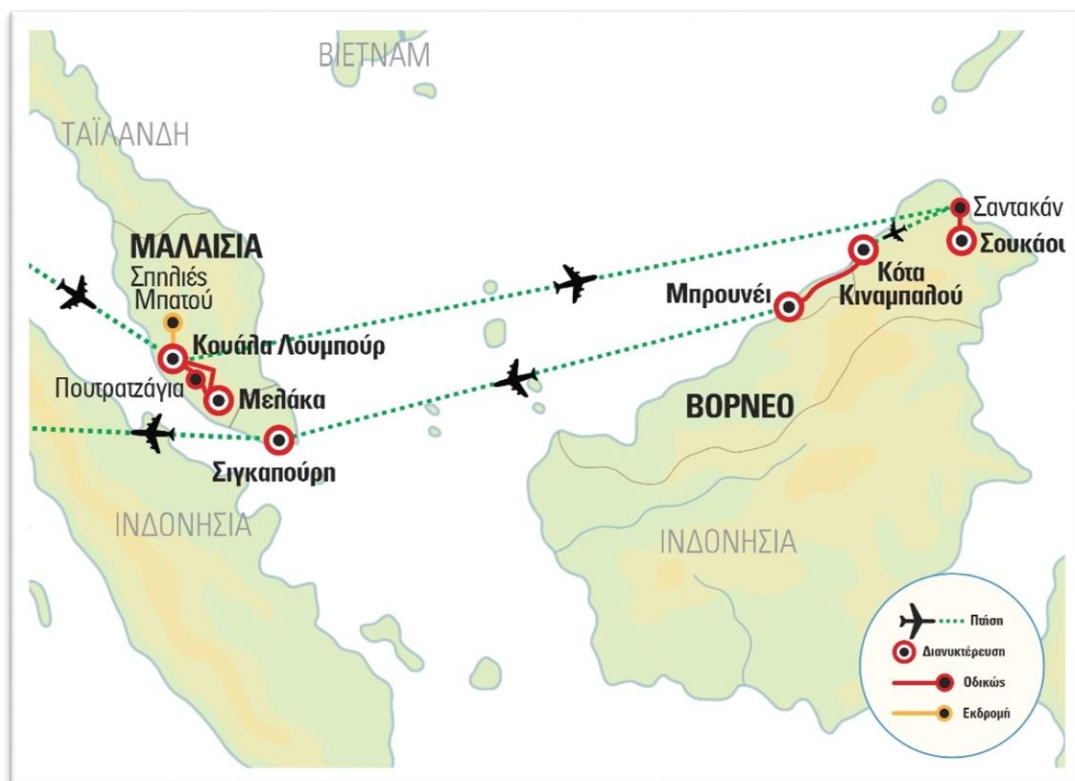 ΒΙΕΤΝΑΜ
ΤΑΪΛΑΝΔΗ
ΜΑΛΑΙΣΙΑ
Σπηλιές
Μπατού
Κουάλα Λουμπούρ
Πουτρατζάγια
Μελάκα
Σιγκαπούρη
ΙΝΔΟΝΗΣΙΑ
Σαντακάν
Σουκάοι
Κότα
Κιναμπαλού
Μπρουνέι
ΒΟΡΝΕΟ
ΙΝΔΟΝΗΣΙΑ
Πτήση
Διανυκτέρευση
Οδικώς
Εκδρομή